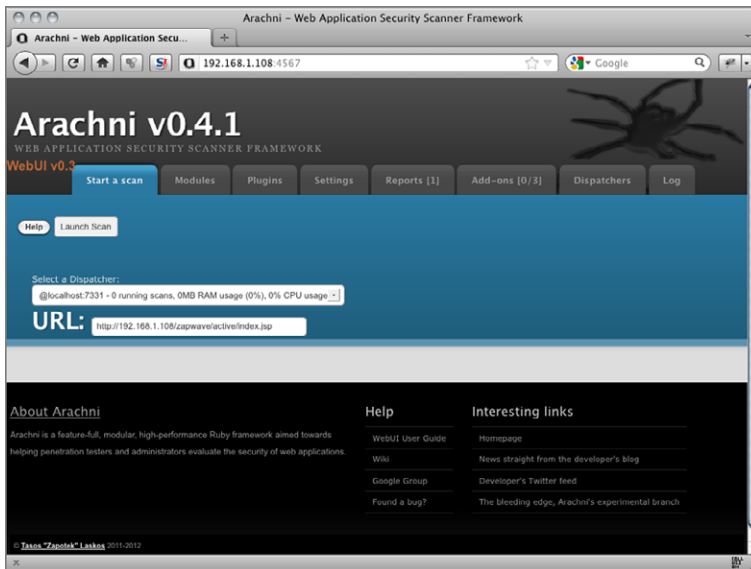 Arachni – Web Application Security Scanner Framework
Arachni – Web Application Secu...
192.168.1.108:4567
Google
Arachni v0.4.1
WEB APPLICATION SECURITY SCANNER FRAMEWORK
WebUI v0.3
Start a scan Modules Plugins Settings Reports [1] Add-ons [0/3] Dispatchers Log
Help Launch Scan
Select a Dispatcher:
@localhost:7331 - 0 running scans, 0MB RAM usage (0%), 0% CPU usage
URL: http://192.168.1.108/zapwave/active/index.jsp
About Arachni
Arachni is a feature-full, modular, high-performance Ruby framework aimed towards
helping penetration testers and administrators evaluate the security of web applications.
Help
WebUI User Guide
Wiki
Google Group
Found a bug?
Interesting links
Homepage
News straight from the developer's blog
Developer's Twitter feed
The bleeding edge, Arachni's experimental branch
© Tasos "Zapotek" Laskos 2011-2012